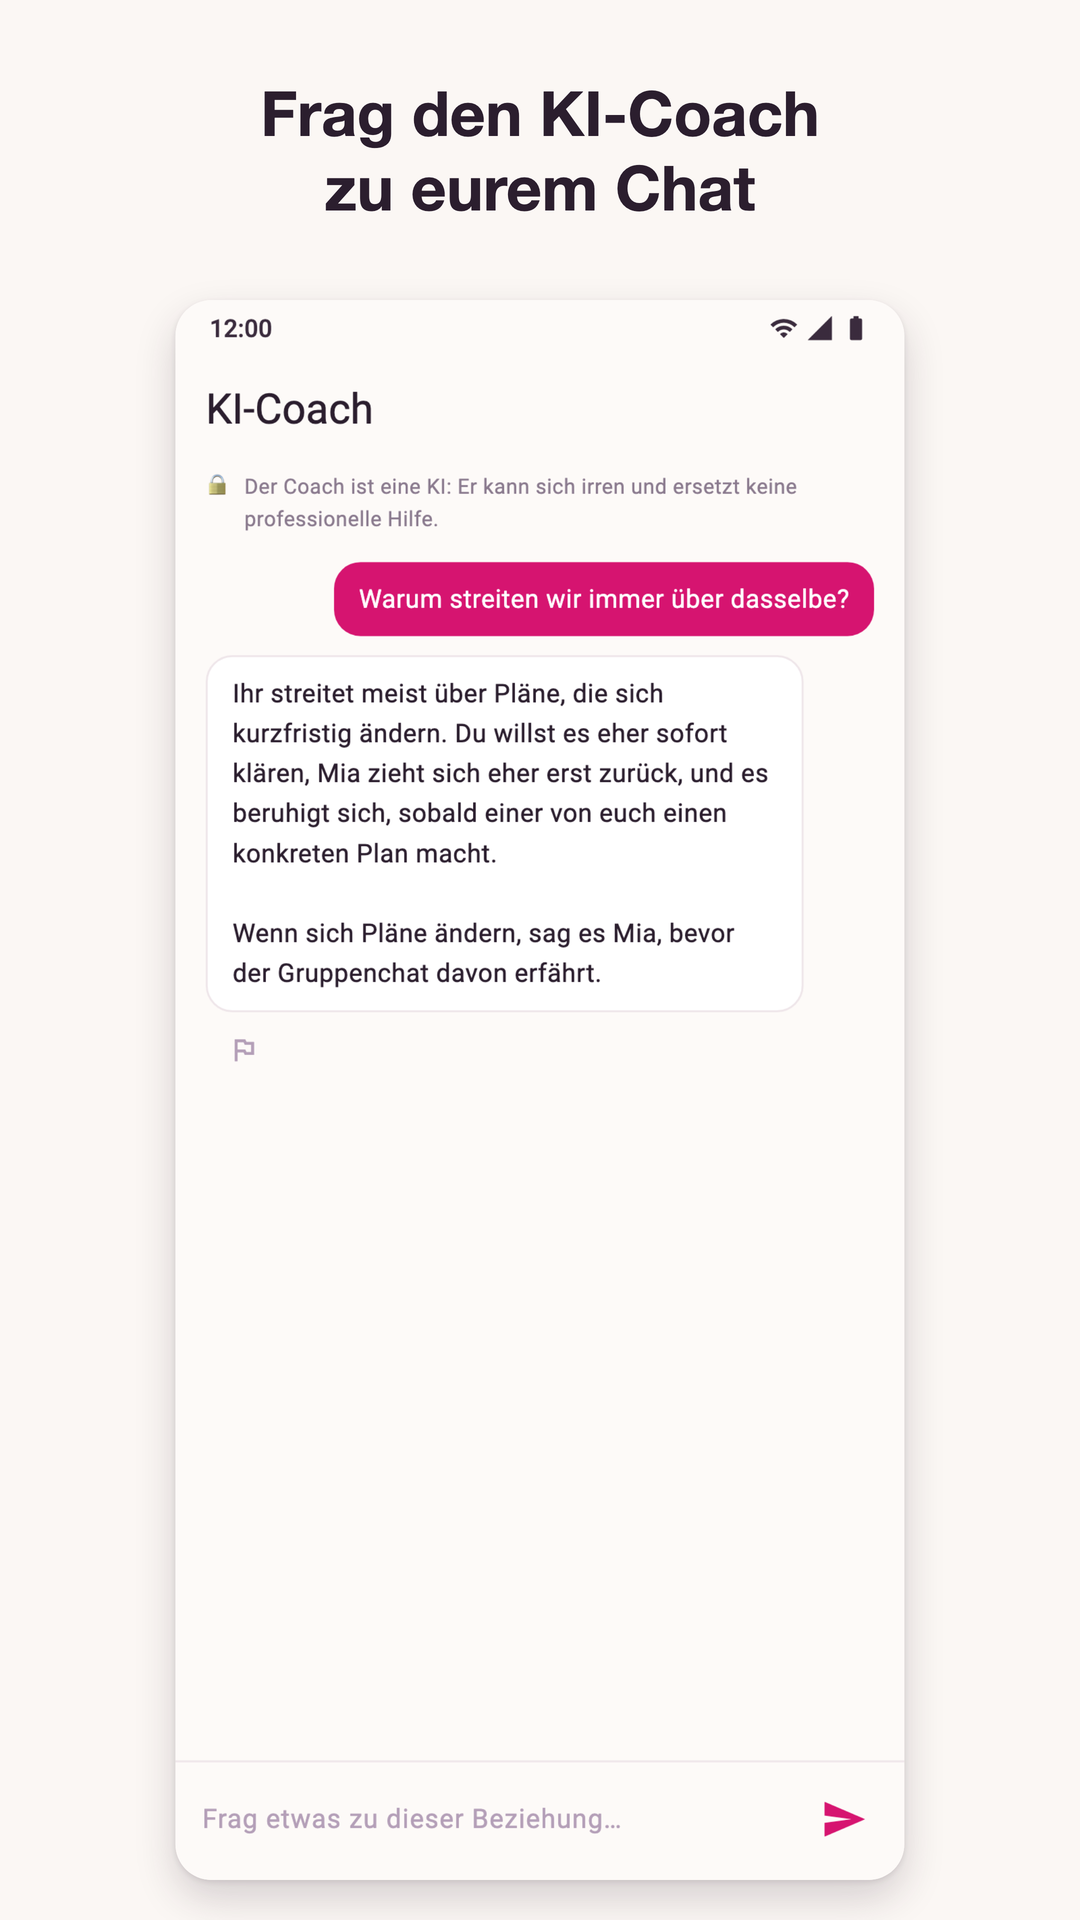 Frag den KI-Coach
zu eurem Chat
12:00
KI-Coach
Der Coach ist eine KI: Er kann sich irren und ersetzt keine
professionelle Hilfe.
Warum streiten wir immer über dasselbe?
Ihr streitet meist über Pläne, die sich
kurzfristig ändern. Du willst es eher sofort
klären, Mia zieht sich eher erst zurück, und es
beruhigt sich, sobald einer von euch einen
konkreten Plan macht.
Wenn sich Pläne ändern, sag es Mia, bevor
der Gruppenchat davon erfährt.
Frag etwas zu dieser Beziehung…